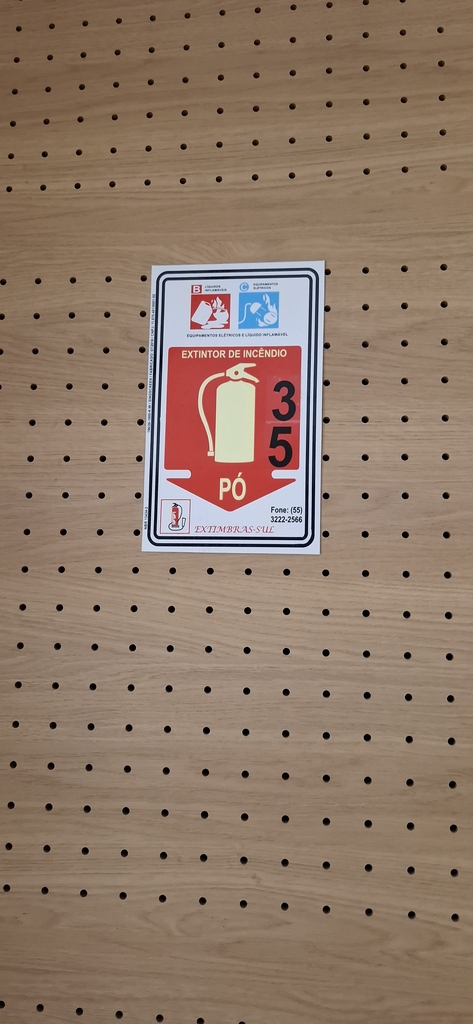 B LÍQUIDOS INFLAMÁVEIS
C EQUIPAMENTOS ELÉTRICOS
EQUIPAMENTOS ELÉTRICOS E LÍQUIDO INFLAMÁVEL
EXTINTOR DE INCÊNDIO
3
5
PÓ
Fone: (55)
3222-2566
EXTIMBRAS-SUL